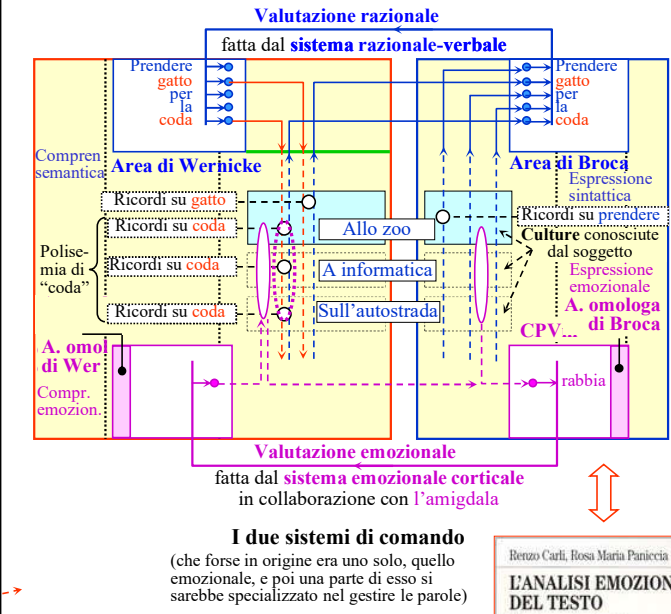 Valutazione razionale
fatta dal sistema razionale-verbale
Prendere
gatto
per
la
coda
Prendere
gatto
per
la
coda
Compren
semantica
Area di Wernicke
Area di Broca
Espressione
sintattica
Ricordi su gatto
Ricordi su coda
Ricordi su coda
Ricordi su coda
Polise-
mia di
“coda”
Allo zoo
A informatica
Sull’autostrada
Ricordi su prendere
Culture conosciute
dal soggetto
Espressione
emozionale
A. omologa
di Broca
CPV
A. omol
di Wer
Compr.
emozion.
rabbia
Valutazione emozionale
fatta dal sistema emozionale corticale
in collaborazione con l’amigdala
I due sistemi di comando
(che forse in origine era uno solo, quello
emozionale, e poi una parte di esso si
sarebbe specializzato nel gestire le parole)
Renzo Carli, Rosa Maria Paniccia
L’ANALISI EMOZION
DEL TESTO